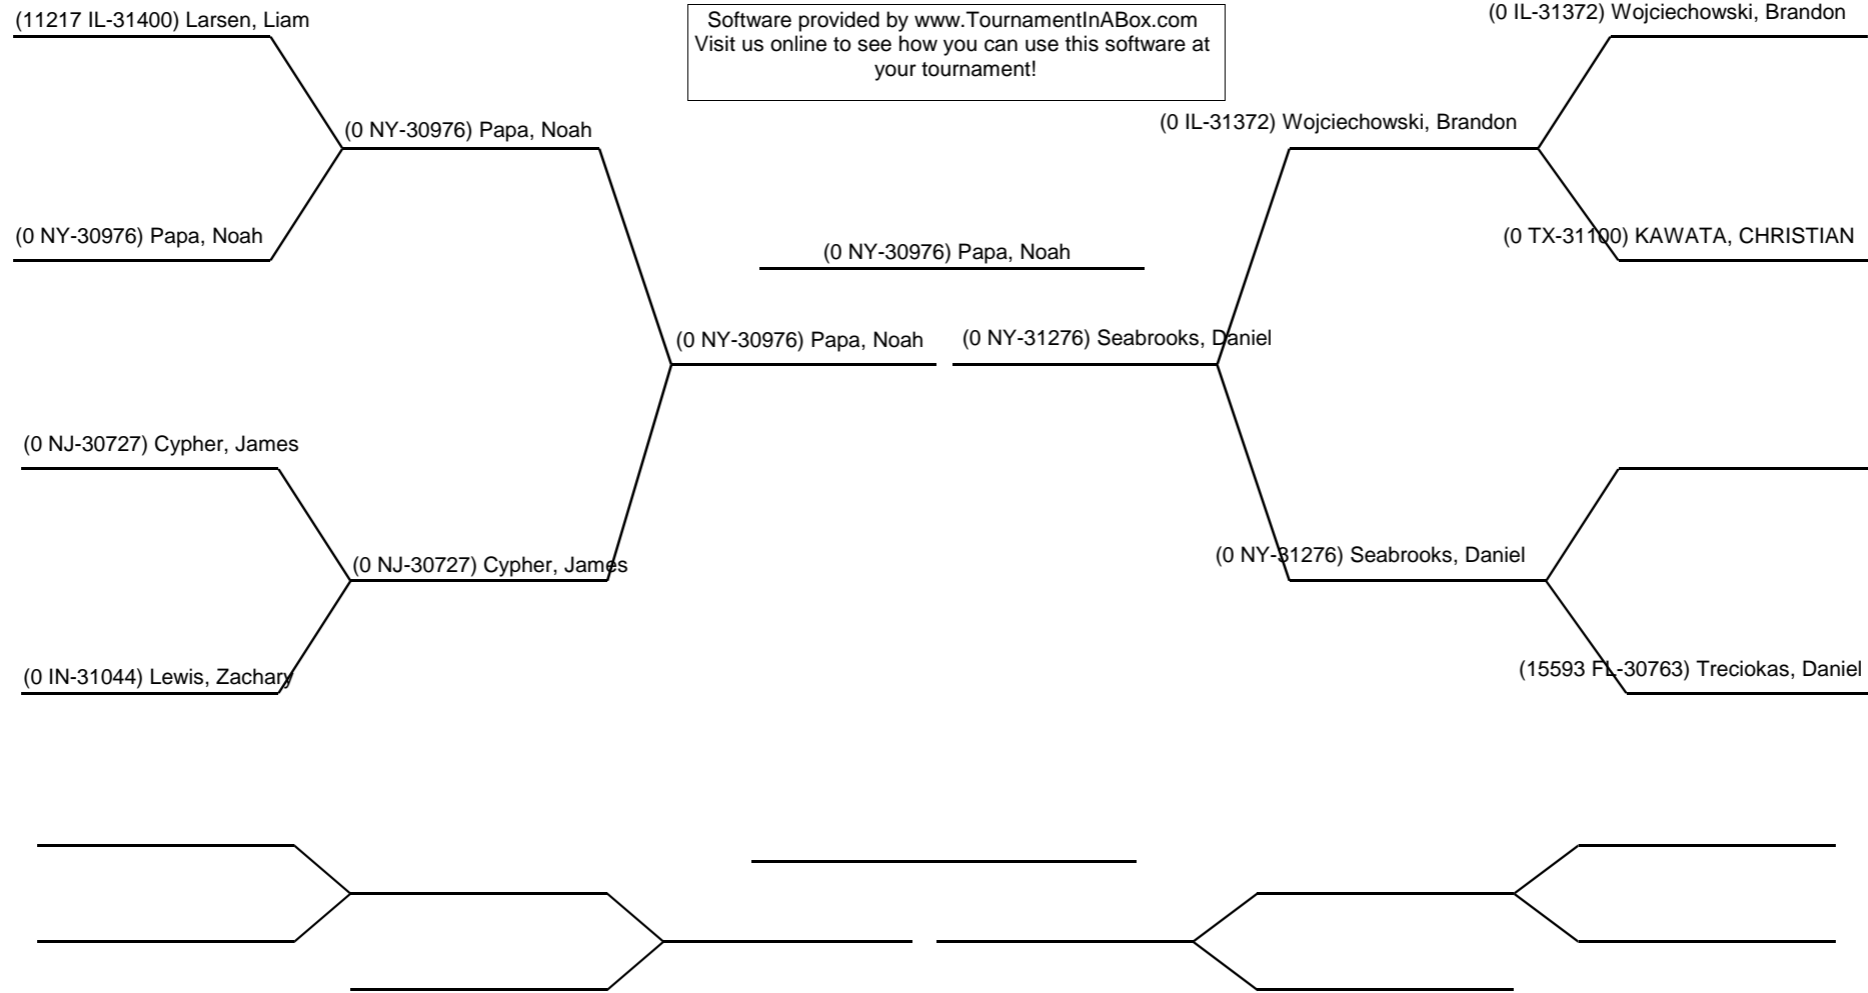 (11217 IL-31400) Larsen, Liam
Software provided by www.TournamentInABox.com
Visit us online to see how you can use this software at
your tournament!
(0 IL-31372) Wojciechowski, Brandon
(0 NY-30976) Papa, Noah
(0 IL-31372) Wojciechowski, Brandon
(0 NY-30976) Papa, Noah
(0 NY-30976) Papa, Noah
(0 TX-31100) KAWATA, CHRISTIAN
(0 NY-30976) Papa, Noah
(0 NY-31276) Seabrooks, Daniel
(0 NJ-30727) Cypher, James
(0 NJ-30727) Cypher, James
(0 NY-31276) Seabrooks, Daniel
(0 IN-31044) Lewis, Zachary
(15593 FL-30763) Treciokas, Daniel